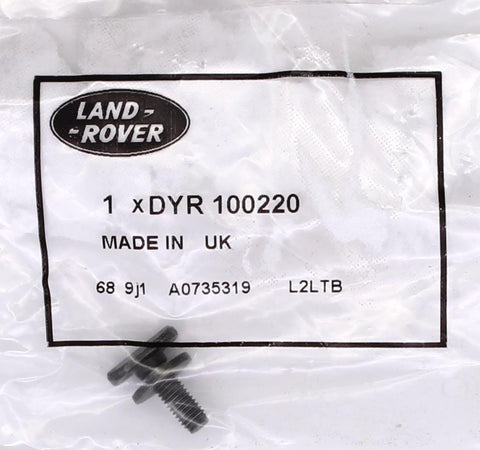 LAND-
-ROVER
1 xDYR 100220
MADE IN UK
68 9j1 A0735319 L2LTB